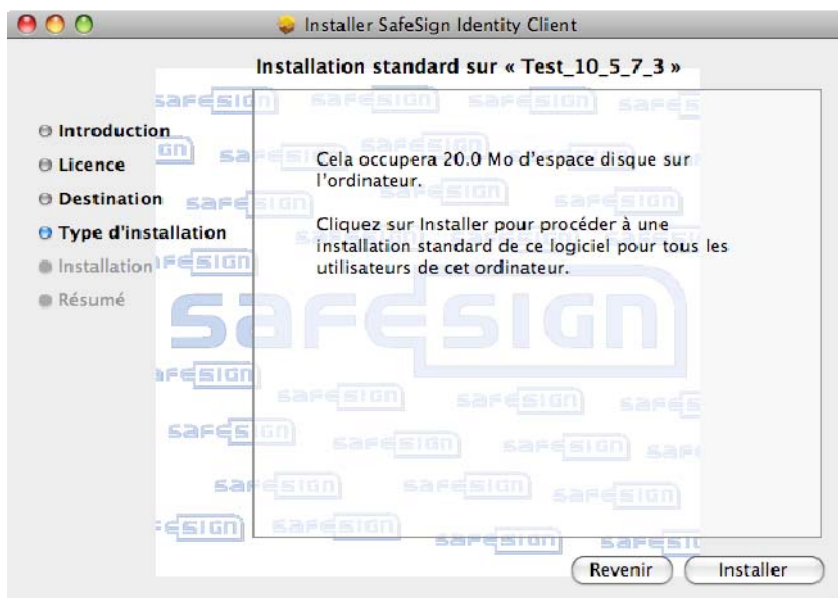 Installer SafeSign Identity Client
Installation standard sur « Test_10_5_7_3 »
Introduction
Licence
Destination
Type d'installation
Installation
Résumé
Cela occupera 20.0 Mo d'espace disque sur
l'ordinateur.
Cliquez sur Installer pour procéder à une
installation standard de ce logiciel pour tous les
utilisateurs de cet ordinateur.
safesign
Revenir
Installer